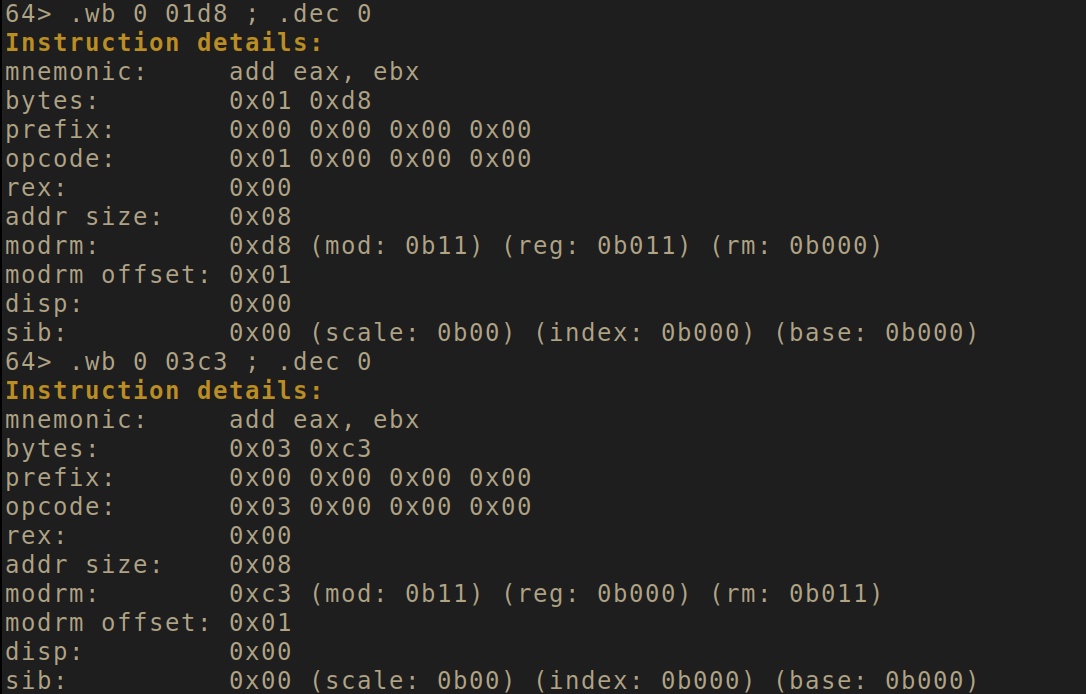 64> .wb 0 01d8 ; .dec 0
Instruction details:
mnemonic:     add eax, ebx
bytes:        0x01 0xd8
prefix:       0x00 0x00 0x00 0x00
opcode:       0x01 0x00 0x00 0x00
rex:          0x00
addr size:    0x08
modrm:        0xd8 (mod: 0b11) (reg: 0b011) (rm: 0b000)
modrm offset: 0x01
disp:         0x00
sib:          0x00 (scale: 0b00) (index: 0b000) (base: 0b000)
64> .wb 0 03c3 ; .dec 0
Instruction details:
mnemonic:     add eax, ebx
bytes:        0x03 0xc3
prefix:       0x00 0x00 0x00 0x00
opcode:       0x03 0x00 0x00 0x00
rex:          0x00
addr size:    0x08
modrm:        0xc3 (mod: 0b11) (reg: 0b000) (rm: 0b011)
modrm offset: 0x01
disp:         0x00
sib:          0x00 (scale: 0b00) (index: 0b000) (base: 0b000)